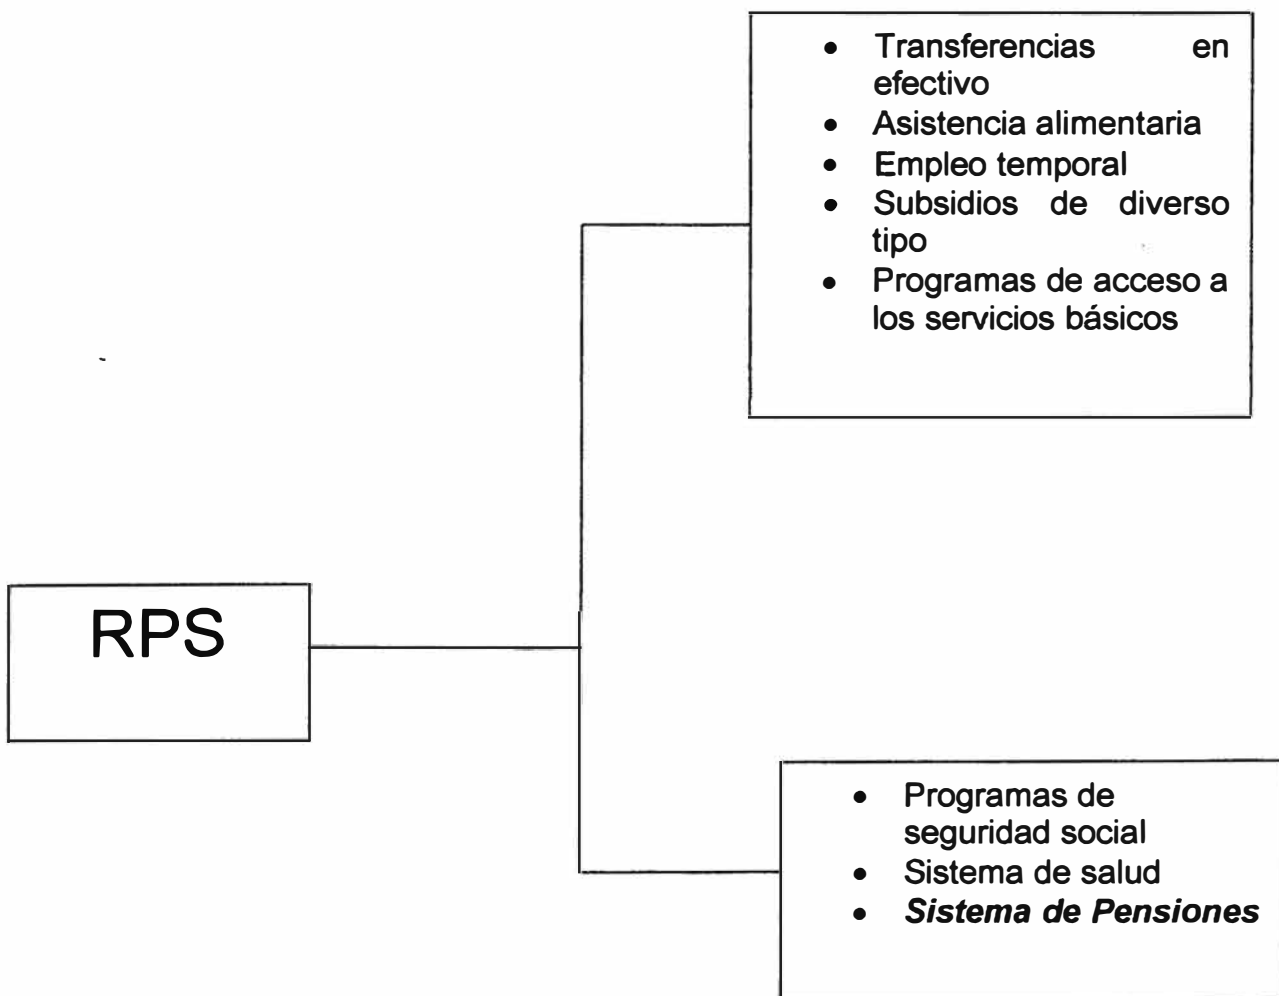 • Transferencias en
efectivo
• Asistencia alimentaria
• Empleo temporal
• Subsidios de diverso
tipo
• Programas de acceso a
los servicios básicos
RPS
• Programas de
seguridad social
• Sistema de salud
• Sistema de Pensiones